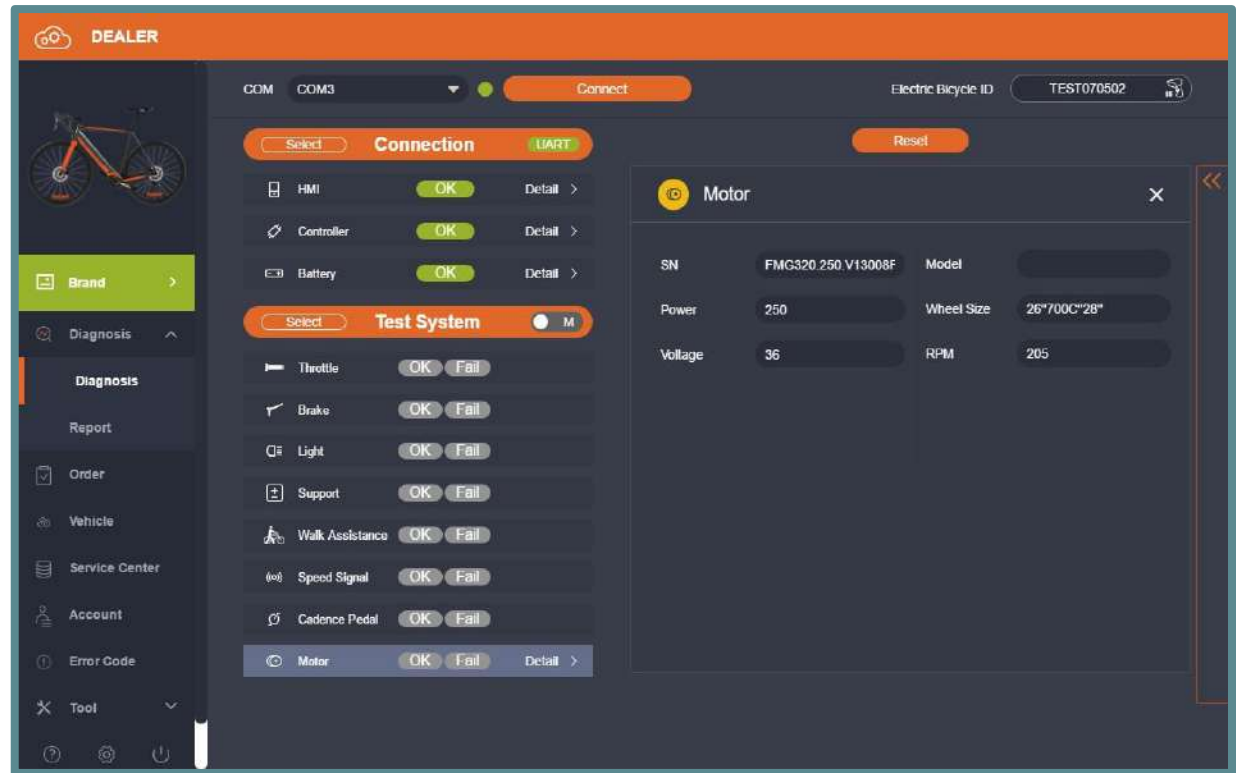 DEALER
COM COM3 Connect Electric Bicycle ID TEST070502
Select Connection UART
HMI OK Detail >
Controller OK Detail >
Battery OK Detail >
Select Test System M
Throttle OK Fail
Brake OK Fail
Light OK Fail
Support OK Fail
Walk Assistance OK Fail
Speed Signal OK Fail
Cadence Pedal OK Fail
Motor OK Fail Detail >
Reset
Motor
SN FMG320.250.V13008F Model
Power 250 Wheel Size 26"700C"28"
Voltage 36 RPM 205
Brand
Diagnosis
Diagnosis
Report
Order
Vehicle
Service Center
Account
Error Code
Tool